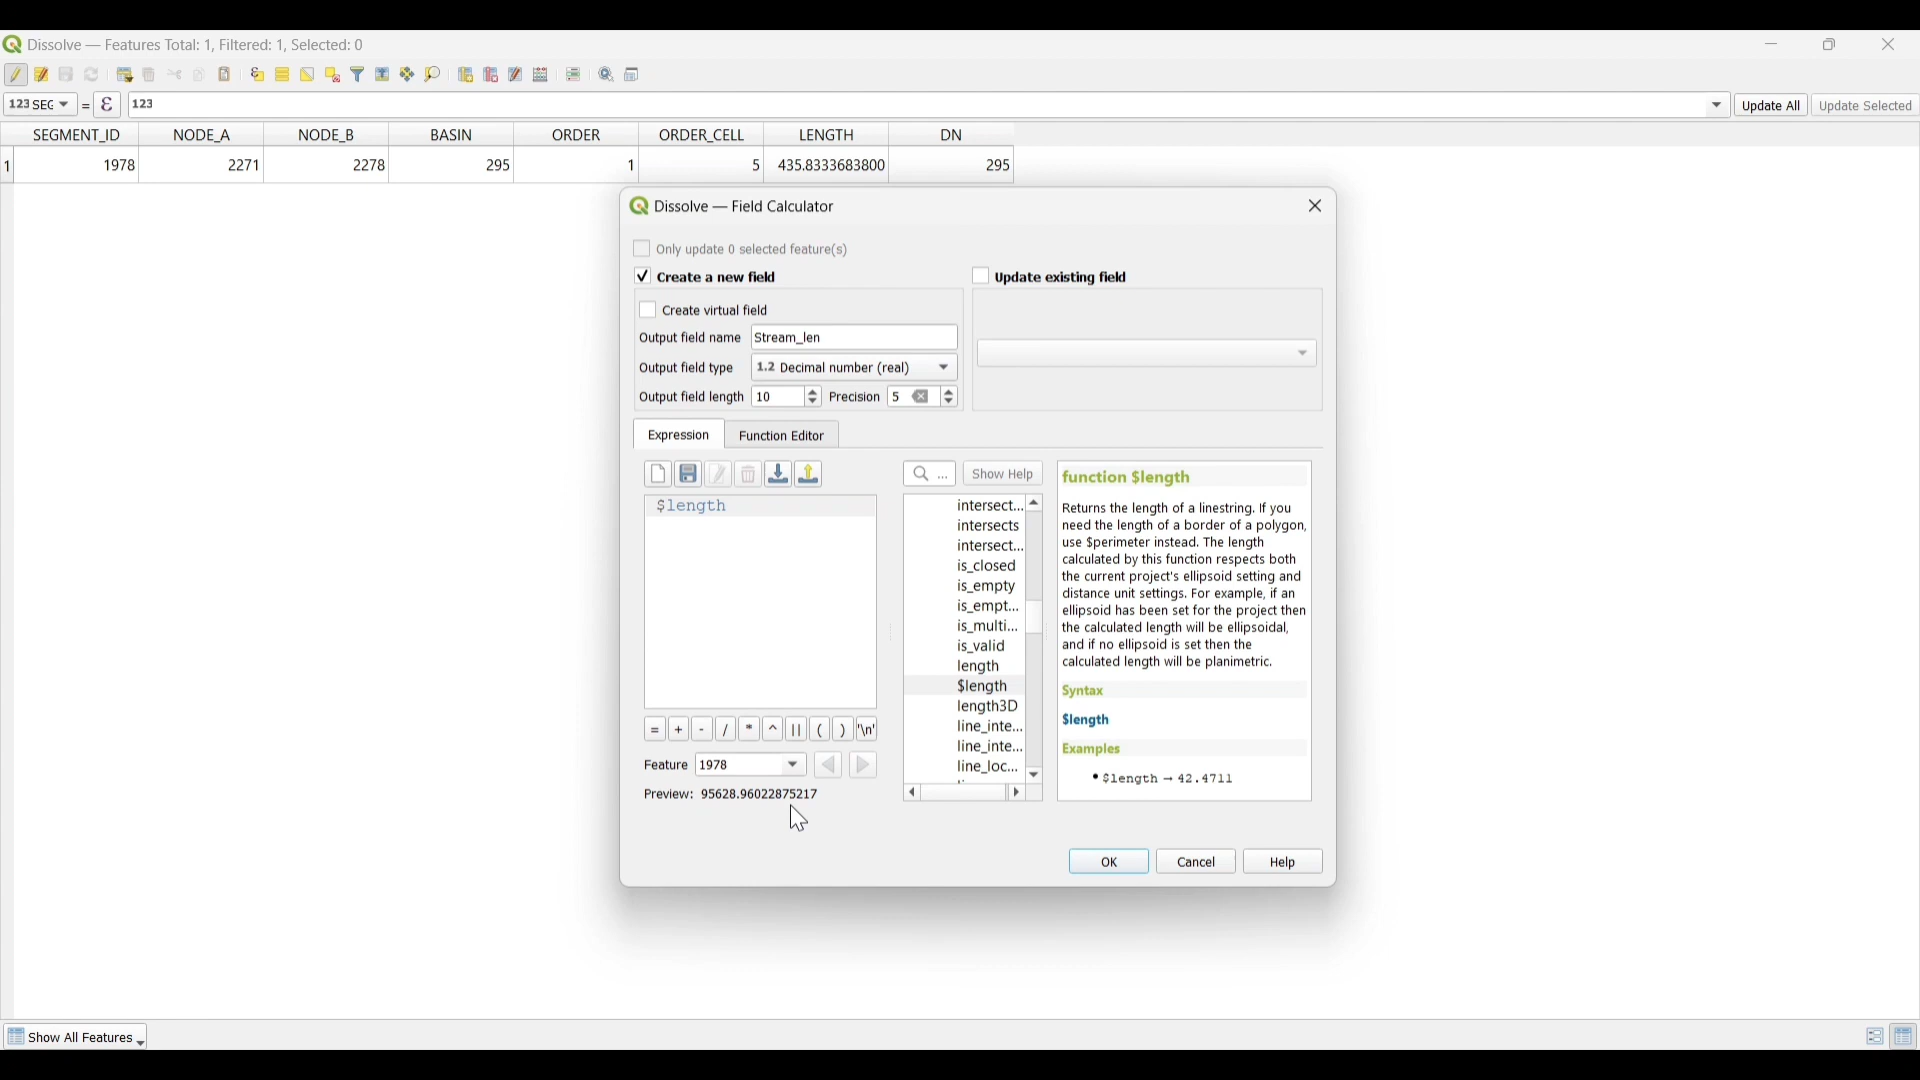 Dissolve — Features Total: 1, Filtered: 1, Selected: 0
123 SEG = ε 123 Update All Update Selected
SEGMENT_ID NODE_A NODE_B BASIN ORDER ORDER_CELL LENGTH DN
1 1978 2271 2278 295 1 5 435.8333683800 295
Dissolve — Field Calculator
Only update 0 selected feature(s)
Create a new field
Update existing field
Create virtual field
Output field name Stream_len
Output field type 1.2 Decimal number (real)
Output field length 10 Precision 5
Expression Function Editor
... Show Help
$length
intersect...
intersects
intersect...
is_closed
is_empty
is_empt...
is_multi...
is_valid
length
$length
length3D
line_inte...
line_inte...
line_loc...
function $length
Returns the length of a linestring. If you
need the length of a border of a polygon,
use $perimeter instead. The length
calculated by this function respects both
the current project's ellipsoid setting and
distance unit settings. For example, if an
ellipsoid has been set for the project then
the calculated length will be ellipsoidal,
and if no ellipsoid is set then the
calculated length will be planimetric.
Syntax
$length
Examples
• $length → 42.4711
= + - / * ^ || ( ) '\n'
Feature 1978
Preview: 95628.96022875217
OK Cancel Help
Show All Features